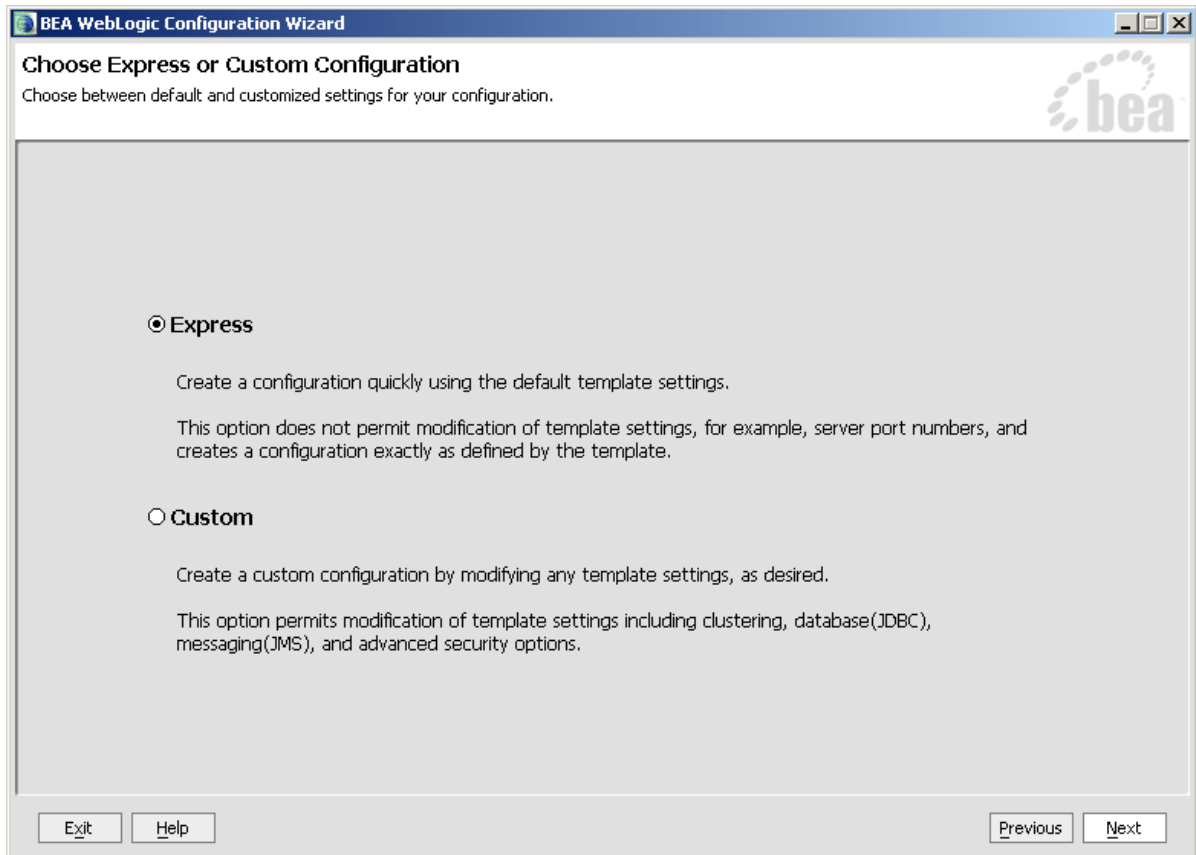 BEA WebLogic Configuration Wizard
Choose Express or Custom Configuration
Choose between default and customized settings for your configuration.
bea
Express
Create a configuration quickly using the default template settings.
This option does not permit modification of template settings, for example, server port numbers, and
creates a configuration exactly as defined by the template.
Custom
Create a custom configuration by modifying any template settings, as desired.
This option permits modification of template settings including clustering, database(JDBC),
messaging(JMS), and advanced security options.
Exit Help Previous Next